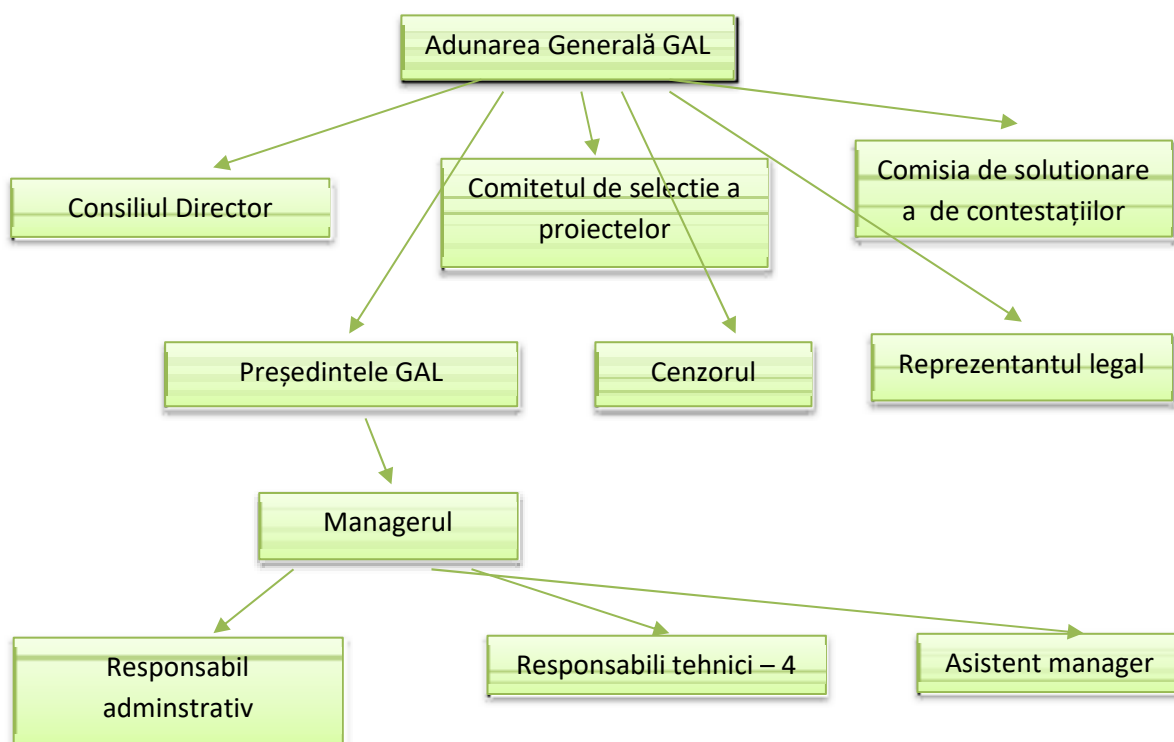 Adunarea Generală GAL
Consiliul Director
Comitetul de selectie a
proiectelor
Comisia de solutionare
a de contestațiilor
Președintele GAL
Cenzorul
Reprezentantul legal
Managerul
Responsabil
adminstrativ
Responsabili tehnici – 4
Asistent manager